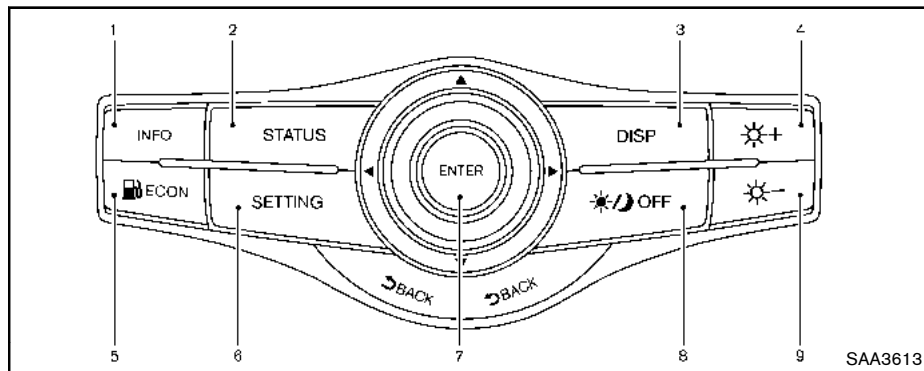 1 2 3 4
INFO STATUS DISP +
ENTER
ECON SETTING OFF −
BACK BACK
5 6 7 8 9
SAA3613